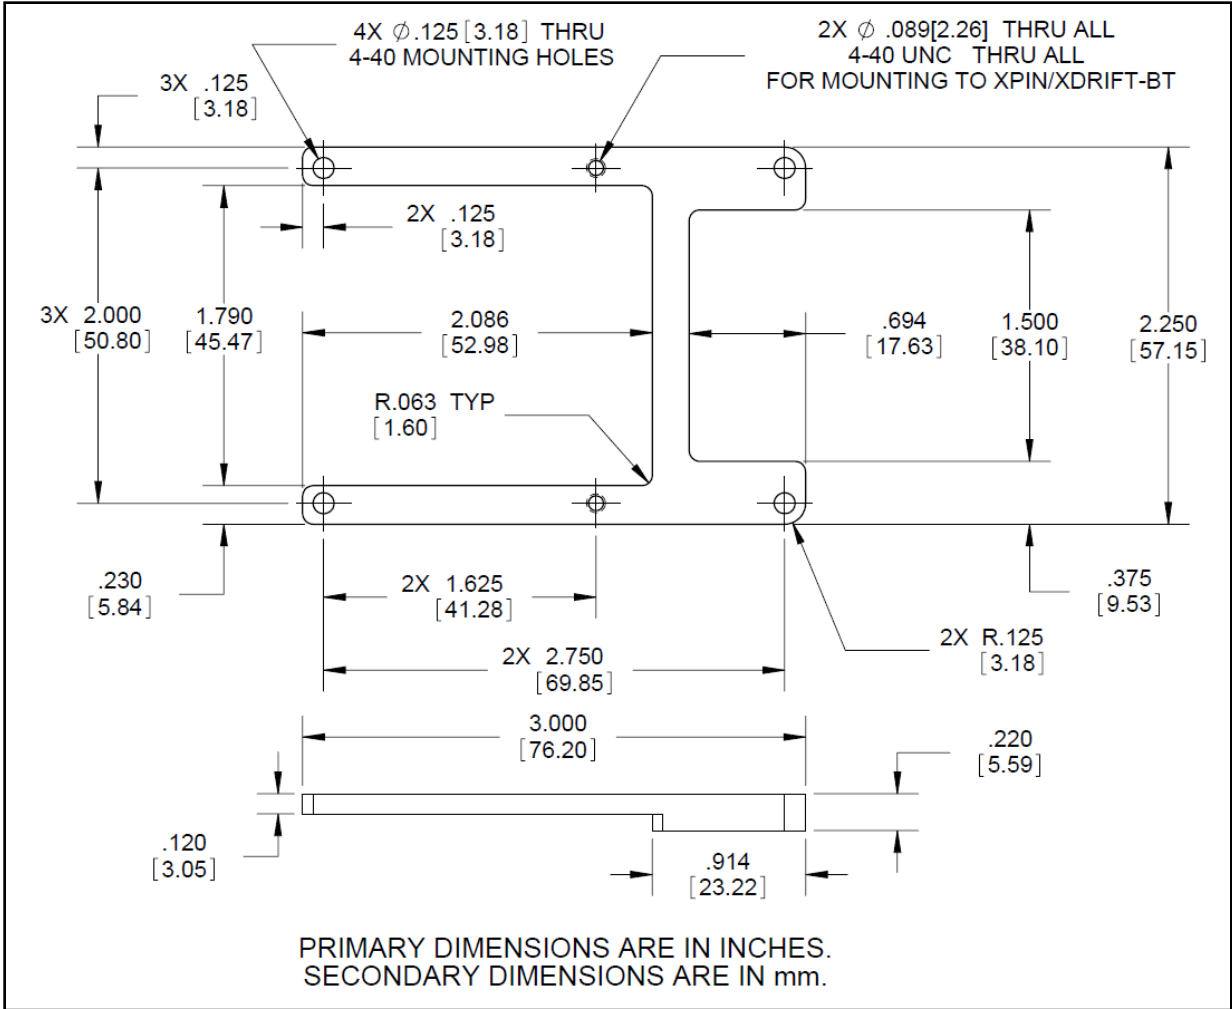 4X ⌀.125[3.18] THRU
4-40 MOUNTING HOLES
2X ⌀ .089[2.26] THRU ALL
4-40 UNC THRU ALL
FOR MOUNTING TO XPIN/XDRIFT-BT
3X .125
[3.18]
2X .125
[3.18]
3X 2.000
[50.80]
1.790
[45.47]
2.086
[52.98]
.694
[17.63]
1.500
[38.10]
2.250
[57.15]
R.063 TYP
[1.60]
.230
[5.84]
2X 1.625
[41.28]
.375
[9.53]
2X R.125
[3.18]
2X 2.750
[69.85]
3.000
[76.20]
.220
[5.59]
.120
[3.05]
.914
[23.22]
PRIMARY DIMENSIONS ARE IN INCHES.
SECONDARY DIMENSIONS ARE IN mm.